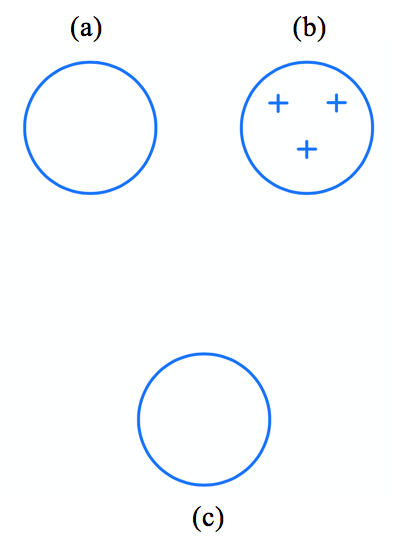 (a) (b)
+ +
+
(c)